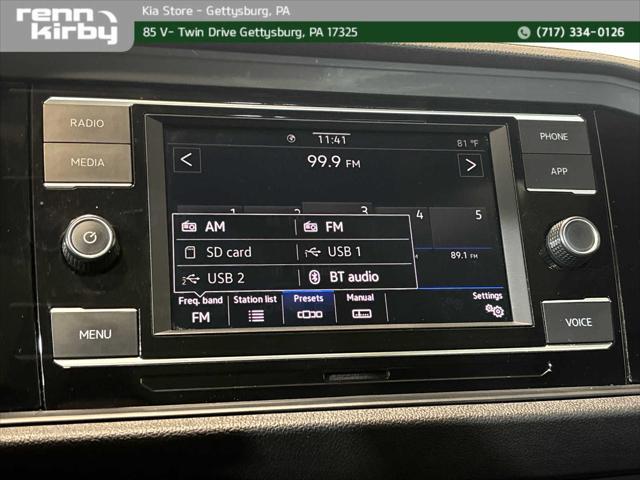 renn kirby
Kia Store - Gettysburg, PA
85 V- Twin Drive Gettysburg, PA 17325
(717) 334-0126
RADIO
MEDIA
MENU
PHONE
APP
VOICE
11:41
81 °F
<
99.9 FM
>
1 2 3 4 5
AM
FM
SD card
USB 1
USB 2
BT audio
89.1 FM
Freq. band
FM
Station list
Presets
Manual
Settings